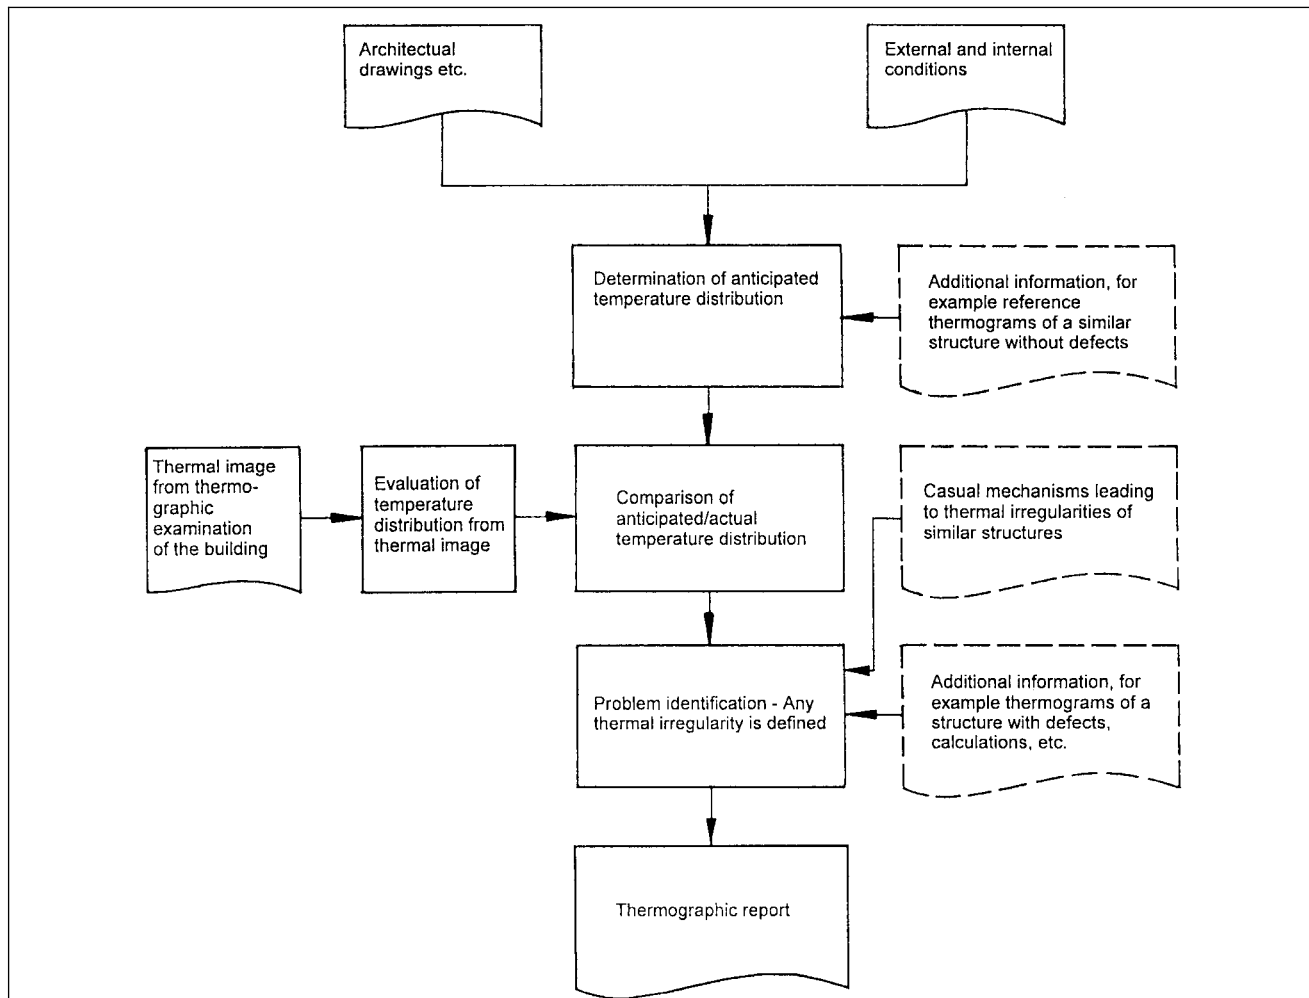 Architectual
drawings etc.
External and internal
conditions
Determination of anticipated
temperature distribution
Additional information, for
example reference
thermograms of a similar
structure without defects
Thermal image
from thermo-
graphic
examination
of the building
Evaluation of
temperature
distribution from
thermal image
Comparison of
anticipated/actual
temperature distribution
Casual mechanisms leading
to thermal irregularities of
similar structures
Problem identification - Any
thermal irregularity is defined
Additional information, for
example thermograms of a
structure with defects,
calculations, etc.
Thermographic report